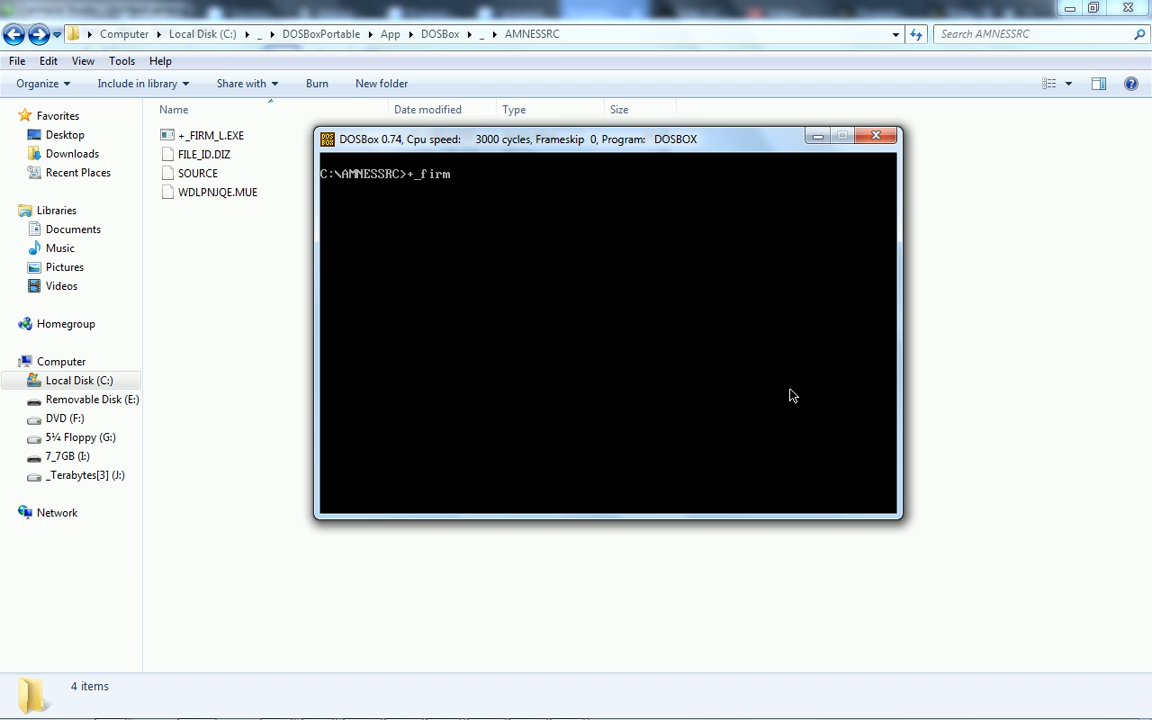 Computer Local Disk (C:) _ DOSBoxPortable App DOSBox _ AMNESSRC Search AMNESSRC
File Edit View Tools Help
Organize Include in library Share with Burn New folder
Name Date modified Type Size
Favorites
Desktop
Downloads
Recent Places
Libraries
Documents
Music
Pictures
Videos
Homegroup
Computer
Local Disk (C:)
Removable Disk (E:)
DVD (F:)
5¼ Floppy (G:)
7_7GB (I:)
_Terabytes[3] (J:)
Network
+_FIRM_L.EXE
FILE_ID.DIZ
SOURCE
WDLPNJQE.MUE
DOSBox 0.74, Cpu speed: 3000 cycles, Frameskip 0, Program: DOSBOX
C:\AMNESSRC>+_firm
4 items